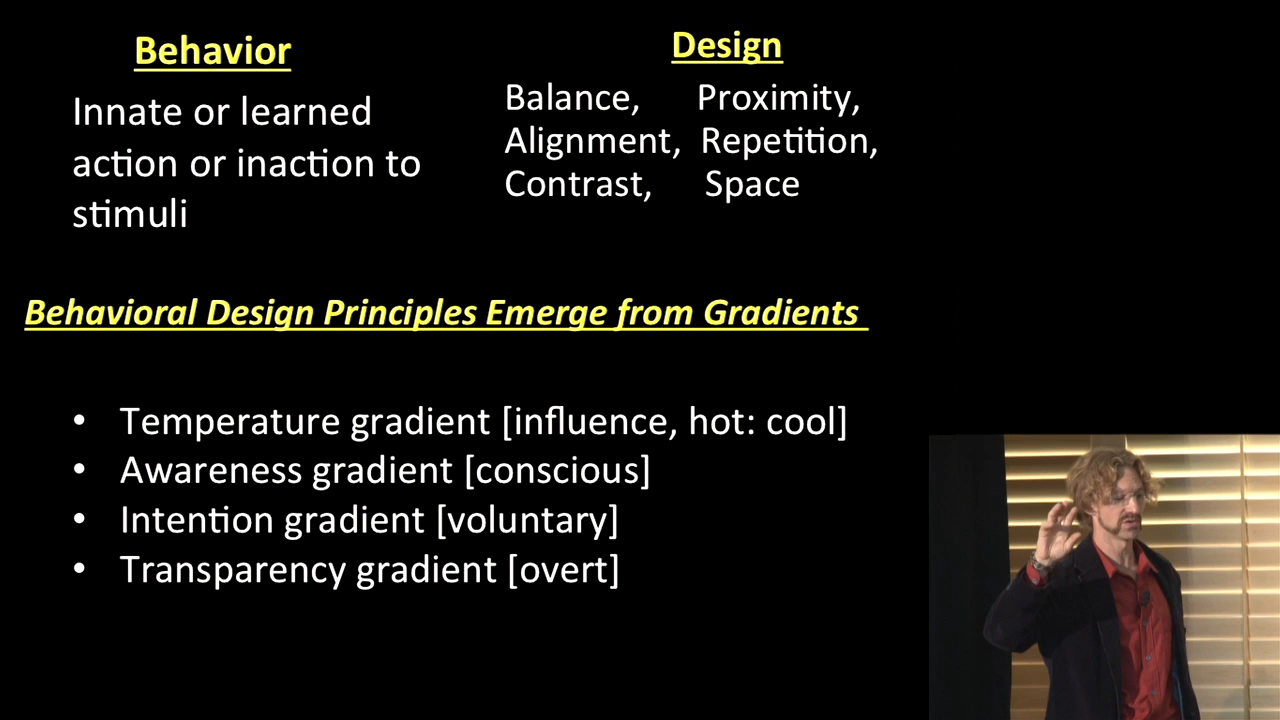 Behavior
Innate or learned
action or inaction to
stimuli
Design
Balance, Proximity,
Alignment, Repetition,
Contrast, Space
Behavioral Design Principles Emerge from Gradients
• Temperature gradient [influence, hot: cool]
• Awareness gradient [conscious]
• Intention gradient [voluntary]
• Transparency gradient [overt]